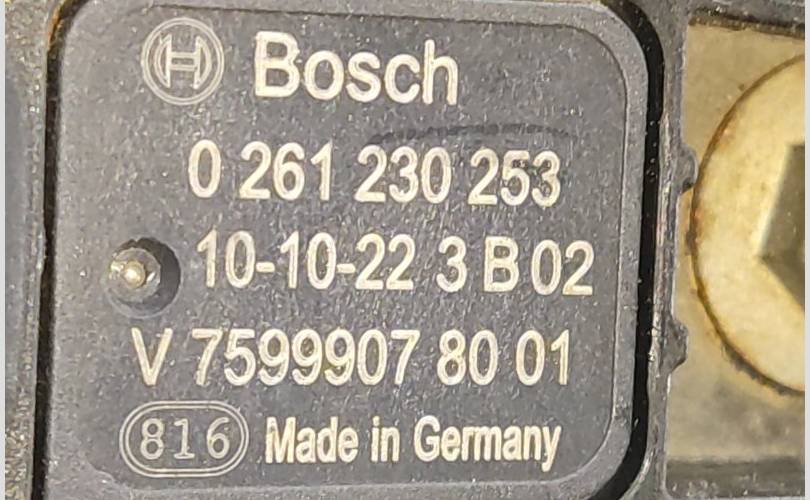 Bosch
0 261 230 253
10-10-22 3 B 02
V 7599907 80 01
816 Made in Germany